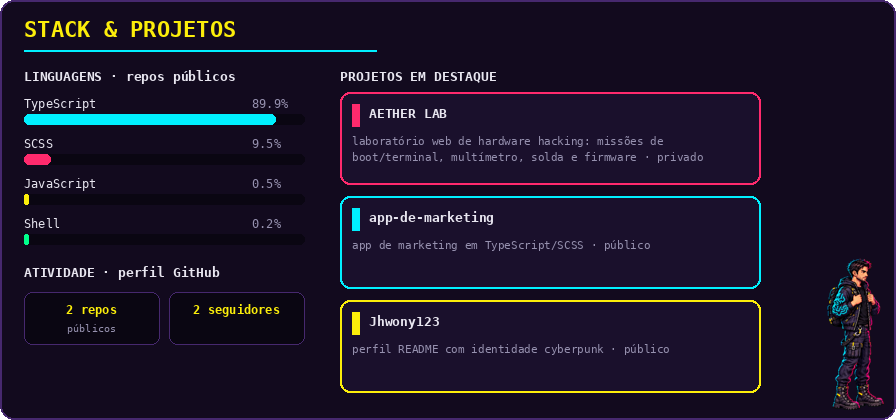 STACK & PROJETOS
LINGUAGENS · repos públicos
TypeScript 89.9%
SCSS 9.5%
JavaScript 0.5%
Shell 0.2%
ATIVIDADE · perfil GitHub
2 repos
públicos
2 seguidores
PROJETOS EM DESTAQUE
AETHER LAB
laboratório web de hardware hacking: missões de
boot/terminal, multímetro, solda e firmware · privado
app-de-marketing
app de marketing em TypeScript/SCSS · público
Jhwony123
perfil README com identidade cyberpunk · público